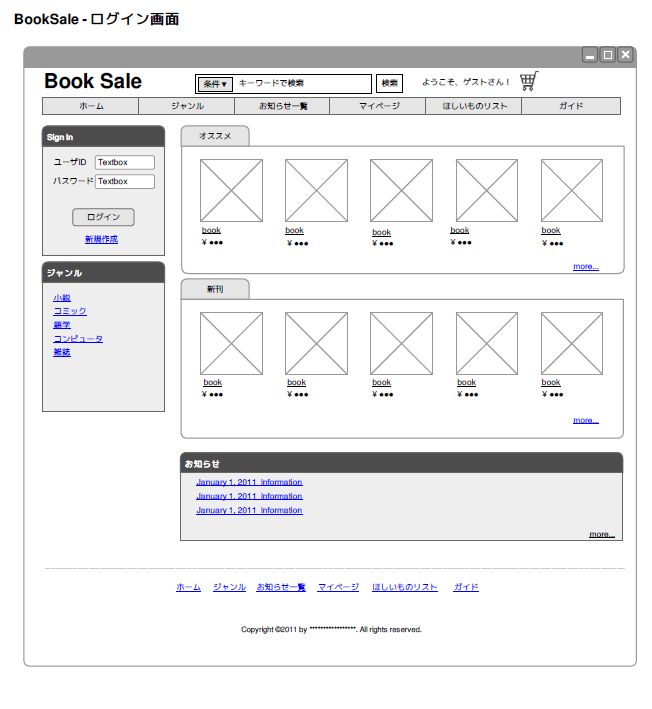 BookSale - ログイン画面
Book Sale 条件▼ キーワードで検索 検索 ようこそ、ゲストさん！
ホーム ジャンル お知らせ一覧 マイページ ほしいものリスト ガイド
Sign In
ユーザID Textbox
パスワード Textbox
ログイン
新規作成
ジャンル
小説
コミック
語学
コンピュータ
雑誌
オススメ
book book book book book
¥ ●●● ¥ ●●● ¥ ●●● ¥ ●●● ¥ ●●●
more...
新刊
book book book book book
¥ ●●● ¥ ●●● ¥ ●●● ¥ ●●● ¥ ●●●
more...
お知らせ
January 1, 2011 Information
January 1, 2011 Information
January 1, 2011 Information
more...
ホーム ジャンル お知らせ一覧 マイページ ほしいものリスト ガイド
Copyright ©2011 by *****************. All rights reserved.